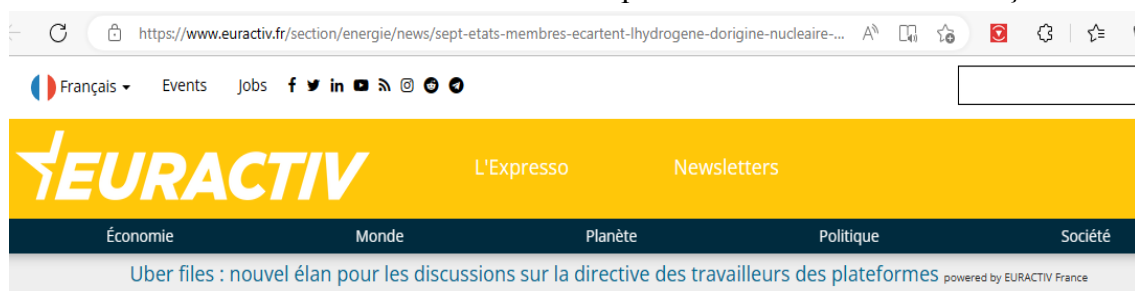 https://www.euractiv.fr/section/energie/news/sept-etats-membres-ecartent-lhydrogene-dorigine-nucleaire-...
Français Events Jobs
EURACTIV L'Expresso Newsletters
Économie Monde Planète Politique Société
Uber files : nouvel élan pour les discussions sur la directive des travailleurs des plateformes powered by EURACTIV France